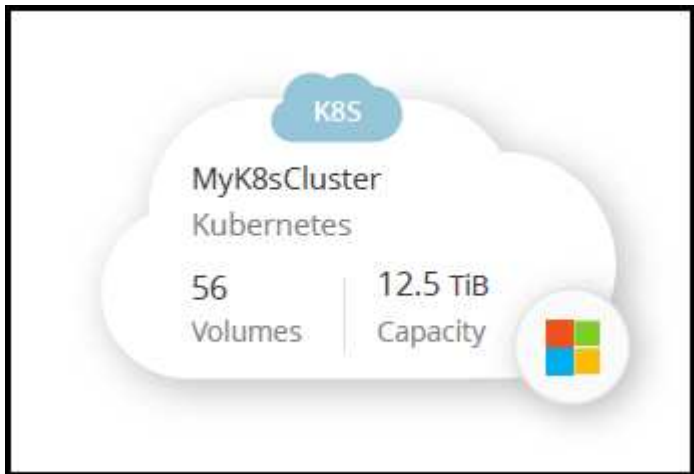 K8S
MyK8sCluster
Kubernetes
56
Volumes
12.5 TiB
Capacity